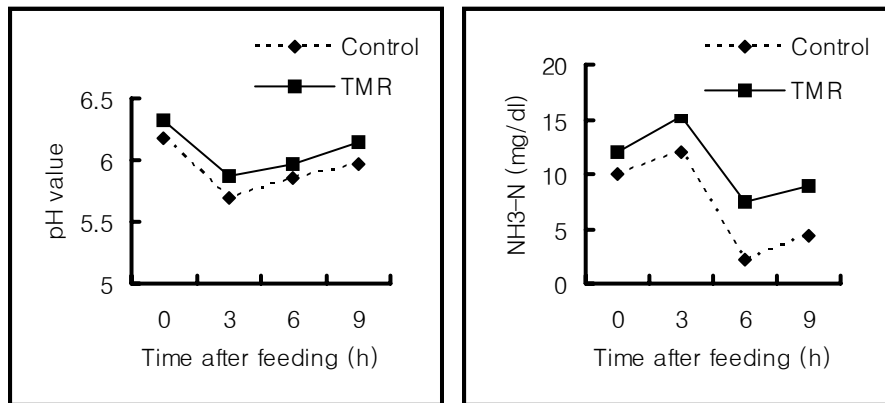 Control
TMR
6.5
6
5.5
5
pH value
0 3 6 9
Time after feeding (h)
Control
TMR
20
15
10
5
0
NH3-N (mg/dl)
0 3 6 9
Time after feeding (h)